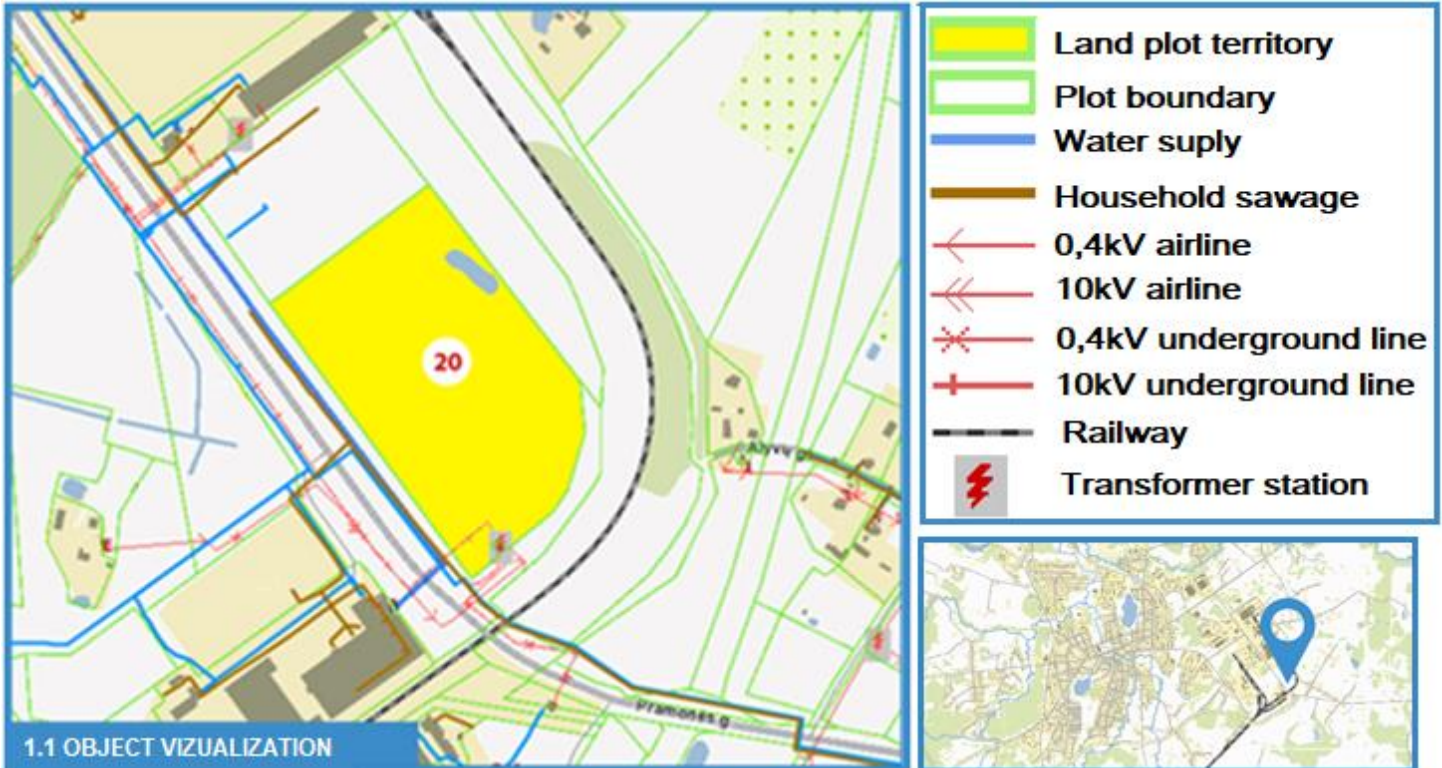 20
Alyvų g
Pramonės g
1.1 OBJECT VIZUALIZATION
Land plot territory
Plot boundary
Water suply
Household sawage
0,4kV airline
10kV airline
0,4kV underground line
10kV underground line
Railway
Transformer station